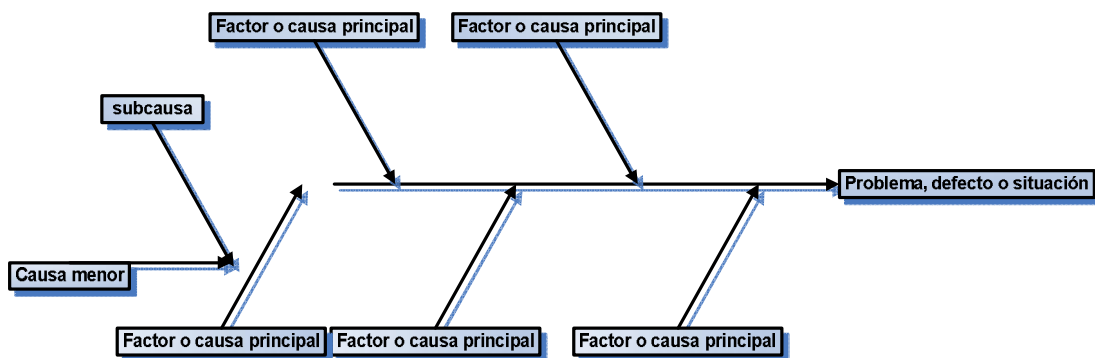 Factor o causa principal
Factor o causa principal
subcausa
Problema, defecto o situación
Causa menor
Factor o causa principal
Factor o causa principal
Factor o causa principal